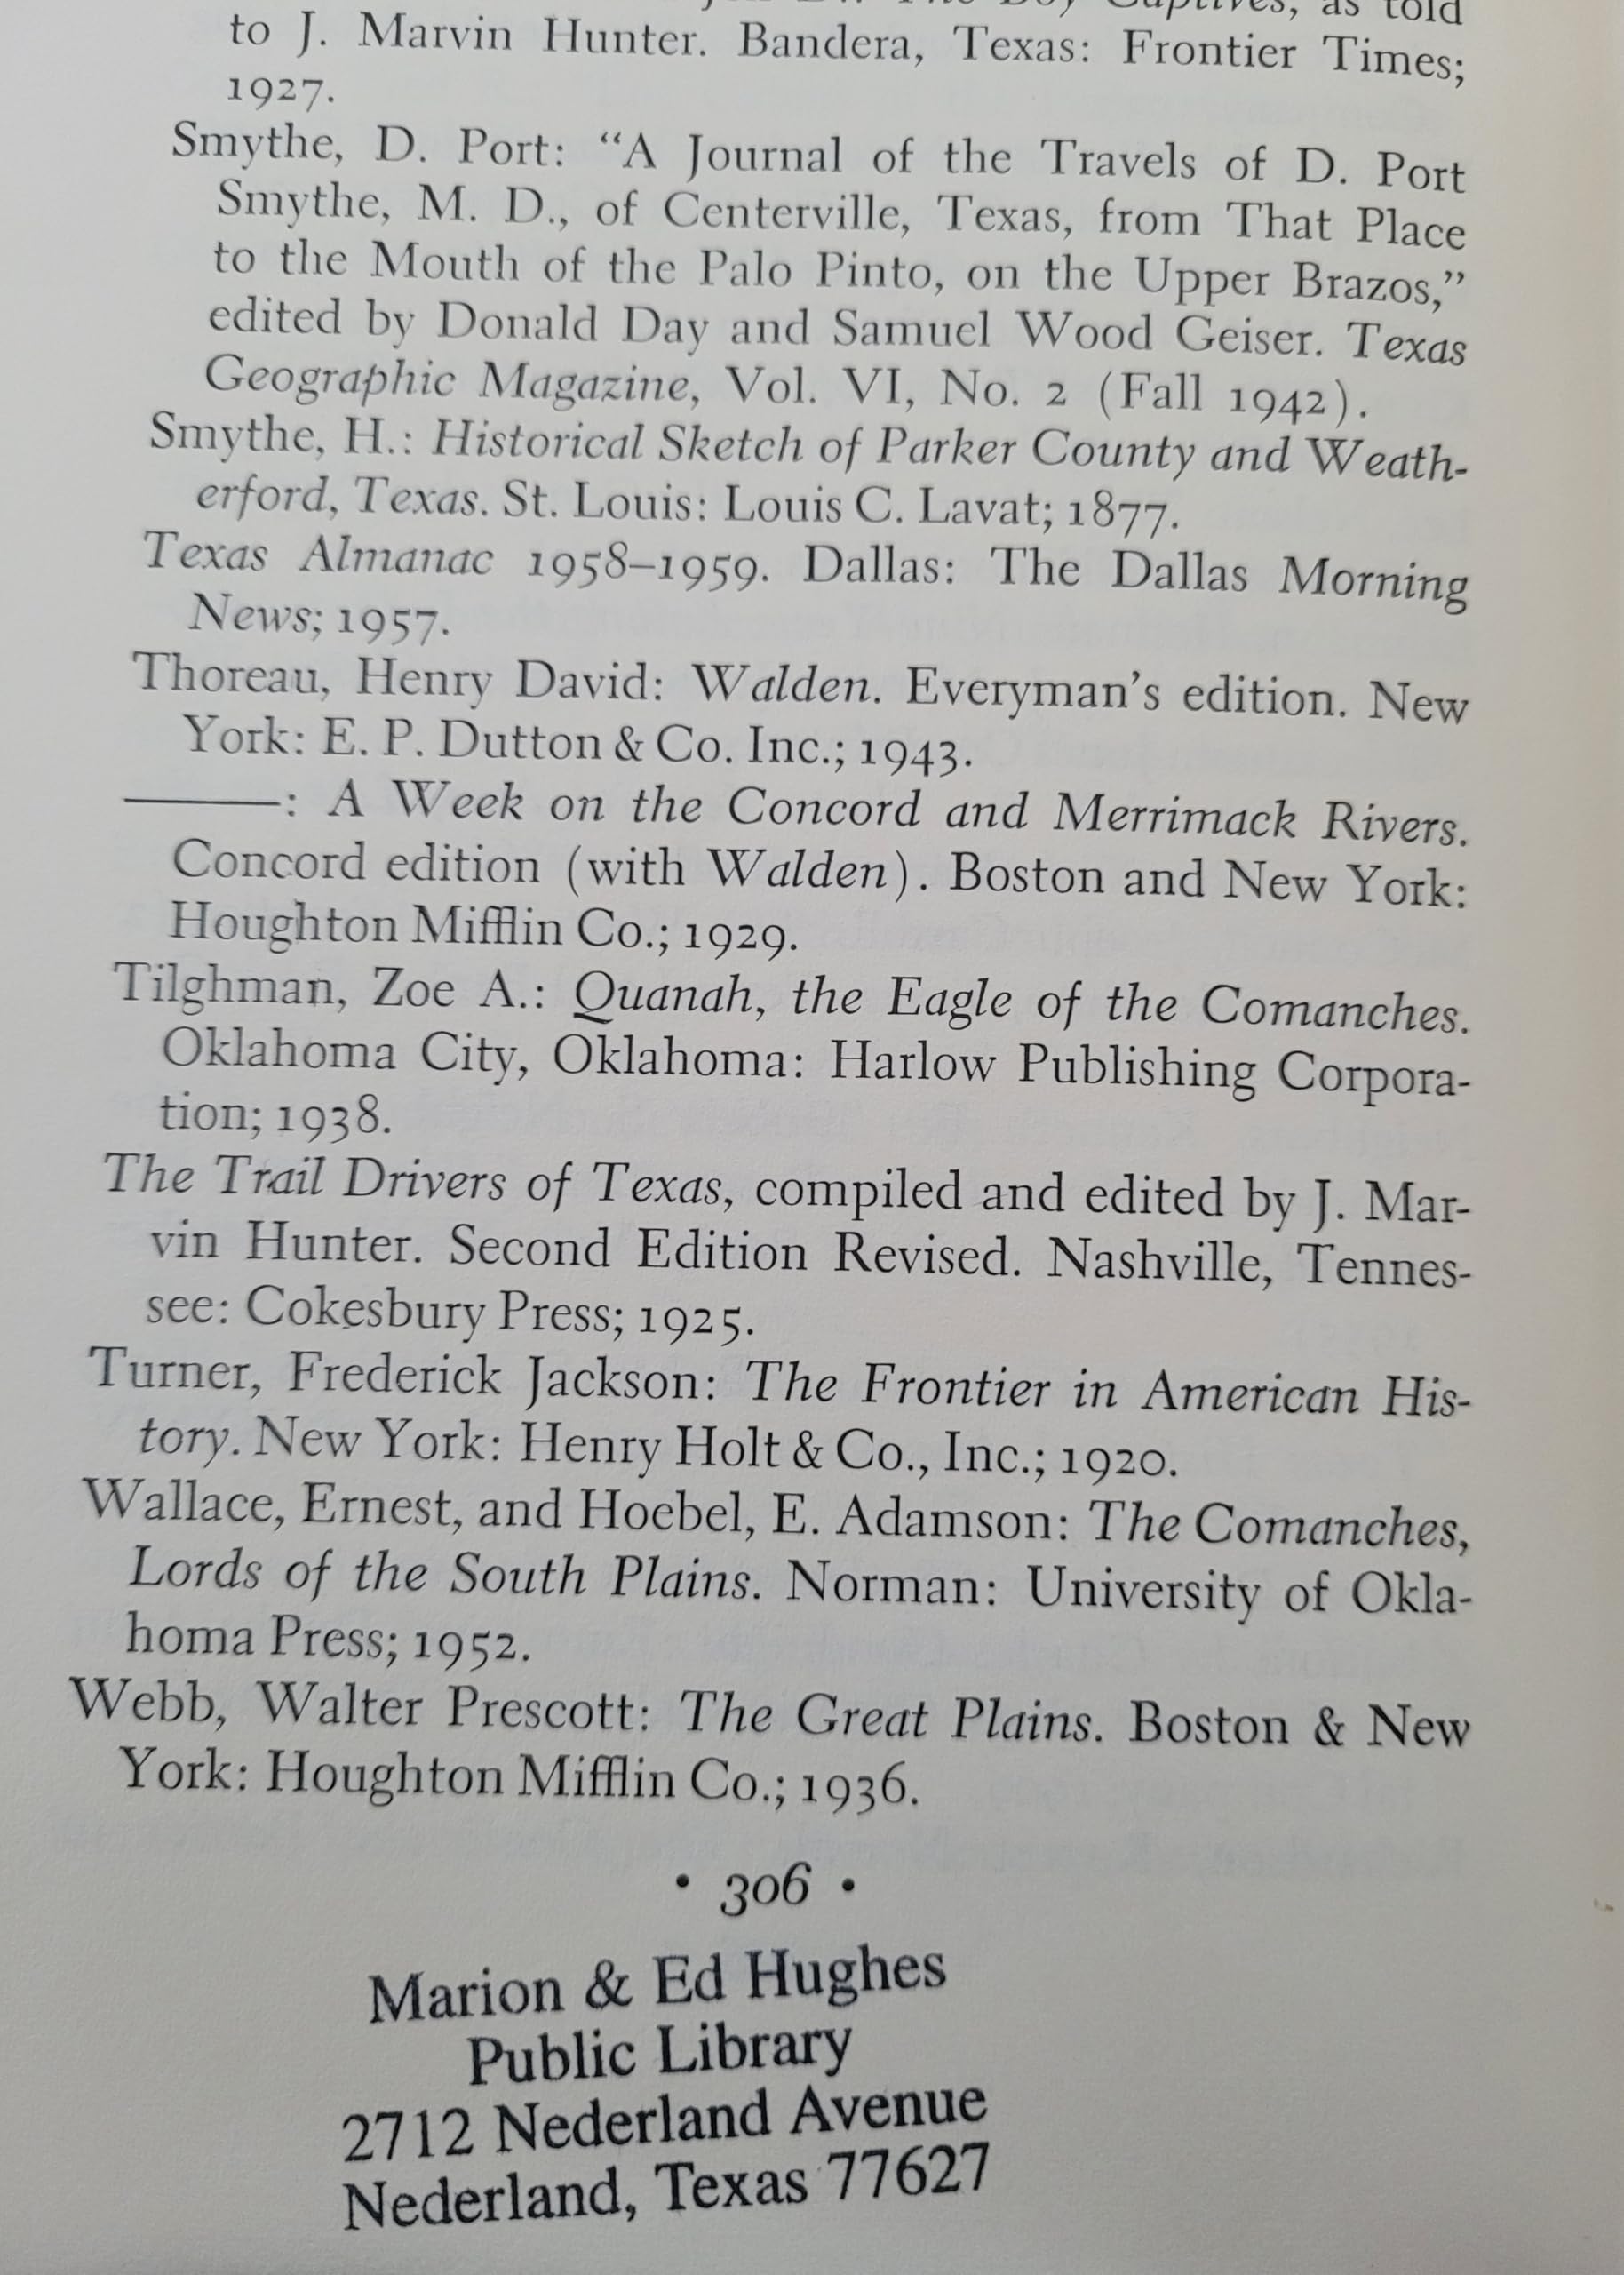 The Boy Captives, as told
to J. Marvin Hunter. Bandera, Texas: Frontier Times;
1927.
Smythe, D. Port: “A Journal of the Travels of D. Port
Smythe, M. D., of Centerville, Texas, from That Place
to the Mouth of the Palo Pinto, on the Upper Brazos,”
edited by Donald Day and Samuel Wood Geiser. Texas
Geographic Magazine, Vol. VI, No. 2 (Fall 1942).
Smythe, H.: Historical Sketch of Parker County and Weath-
erford, Texas. St. Louis: Louis C. Lavat; 1877.
Texas Almanac 1958–1959. Dallas: The Dallas Morning
News; 1957.
Thoreau, Henry David: Walden. Everyman’s edition. New
York: E. P. Dutton & Co. Inc.; 1943.
———: A Week on the Concord and Merrimack Rivers.
Concord edition (with Walden). Boston and New York:
Houghton Mifflin Co.; 1929.
Tilghman, Zoe A.: Quanah, the Eagle of the Comanches.
Oklahoma City, Oklahoma: Harlow Publishing Corpora-
tion; 1938.
The Trail Drivers of Texas, compiled and edited by J. Mar-
vin Hunter. Second Edition Revised. Nashville, Tennes-
see: Cokesbury Press; 1925.
Turner, Frederick Jackson: The Frontier in American His-
tory. New York: Henry Holt & Co., Inc.; 1920.
Wallace, Ernest, and Hoebel, E. Adamson: The Comanches,
Lords of the South Plains. Norman: University of Okla-
homa Press; 1952.
Webb, Walter Prescott: The Great Plains. Boston & New
York: Houghton Mifflin Co.; 1936.
• 306 •
Marion & Ed Hughes
Public Library
2712 Nederland Avenue
Nederland, Texas 77627